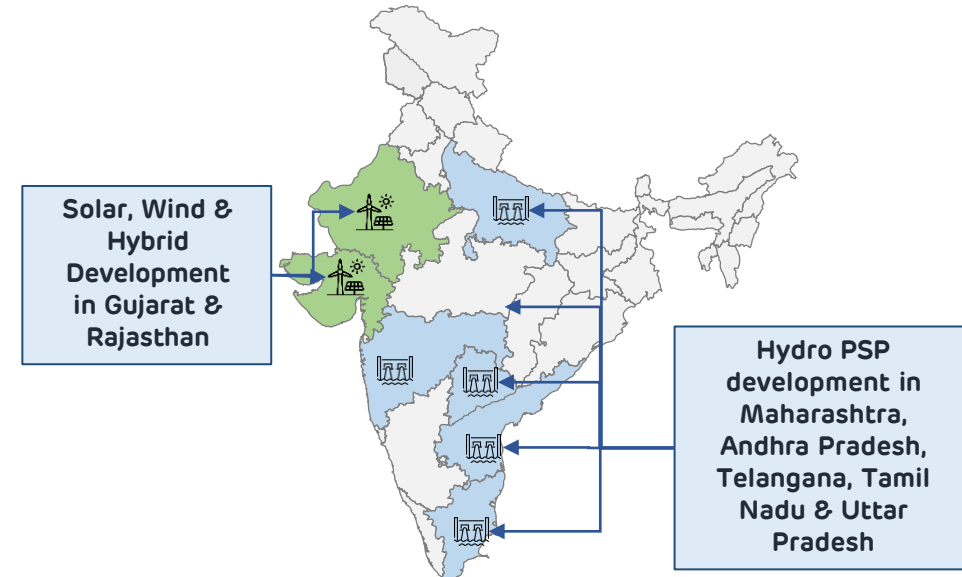 Solar, Wind &
Hybrid
Development
in Gujarat &
Rajasthan
Hydro PSP
development in
Maharashtra,
Andhra Pradesh,
Telangana, Tamil
Nadu & Uttar
Pradesh